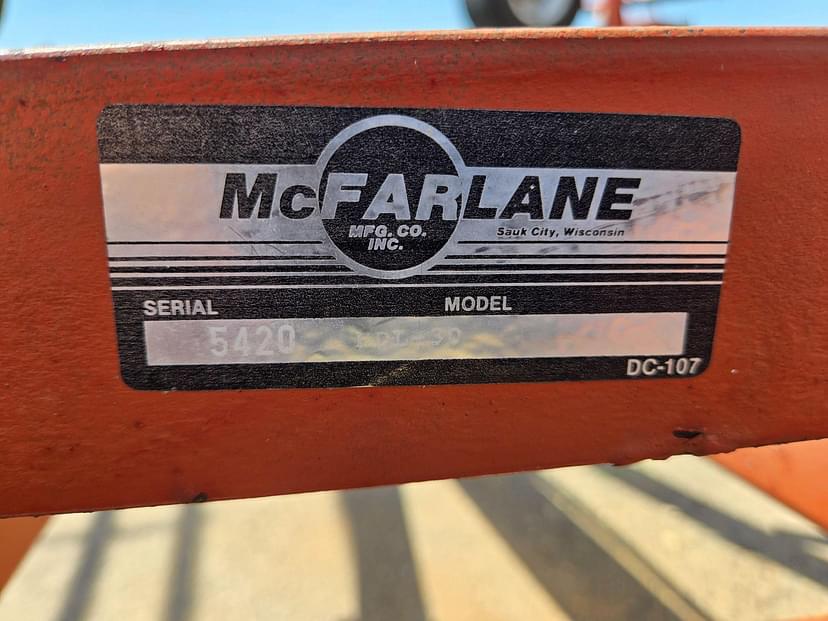 McFARLANE
MFG. CO.
INC.
Sauk City, Wisconsin
SERIAL MODEL
5420
DC-107